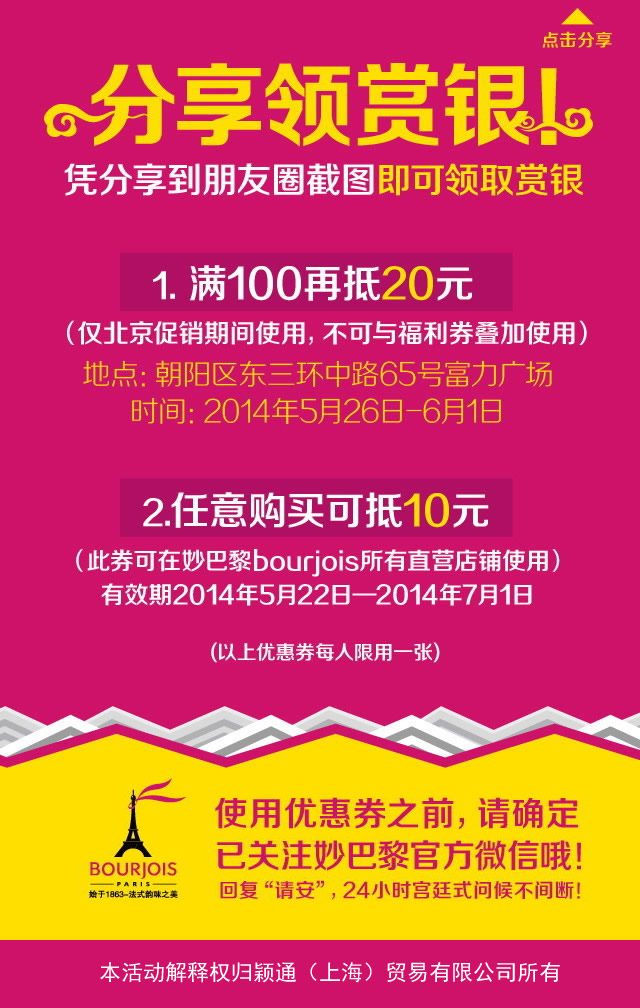 点击分享
分享领赏银!
凭分享到朋友圈截图即可领取赏银
1. 满100再抵20元
（仅北京促销期间使用, 不可与福利券叠加使用）
地点: 朝阳区东三环中路65号富力广场
时间: 2014年5月26日-6月1日
2.任意购买可抵10元
（此券可在妙巴黎bourjois所有直营店铺使用）
有效期2014年5月22日—2014年7月1日
(以上优惠券每人限用一张)
使用优惠券之前, 请确定
已关注妙巴黎官方微信哦!
回复“请安”, 24小时宫廷式问候不间断!
BOURJOIS
PARIS
始于1863-法式韵味之美
本活动解释权归颖通（上海）贸易有限公司所有